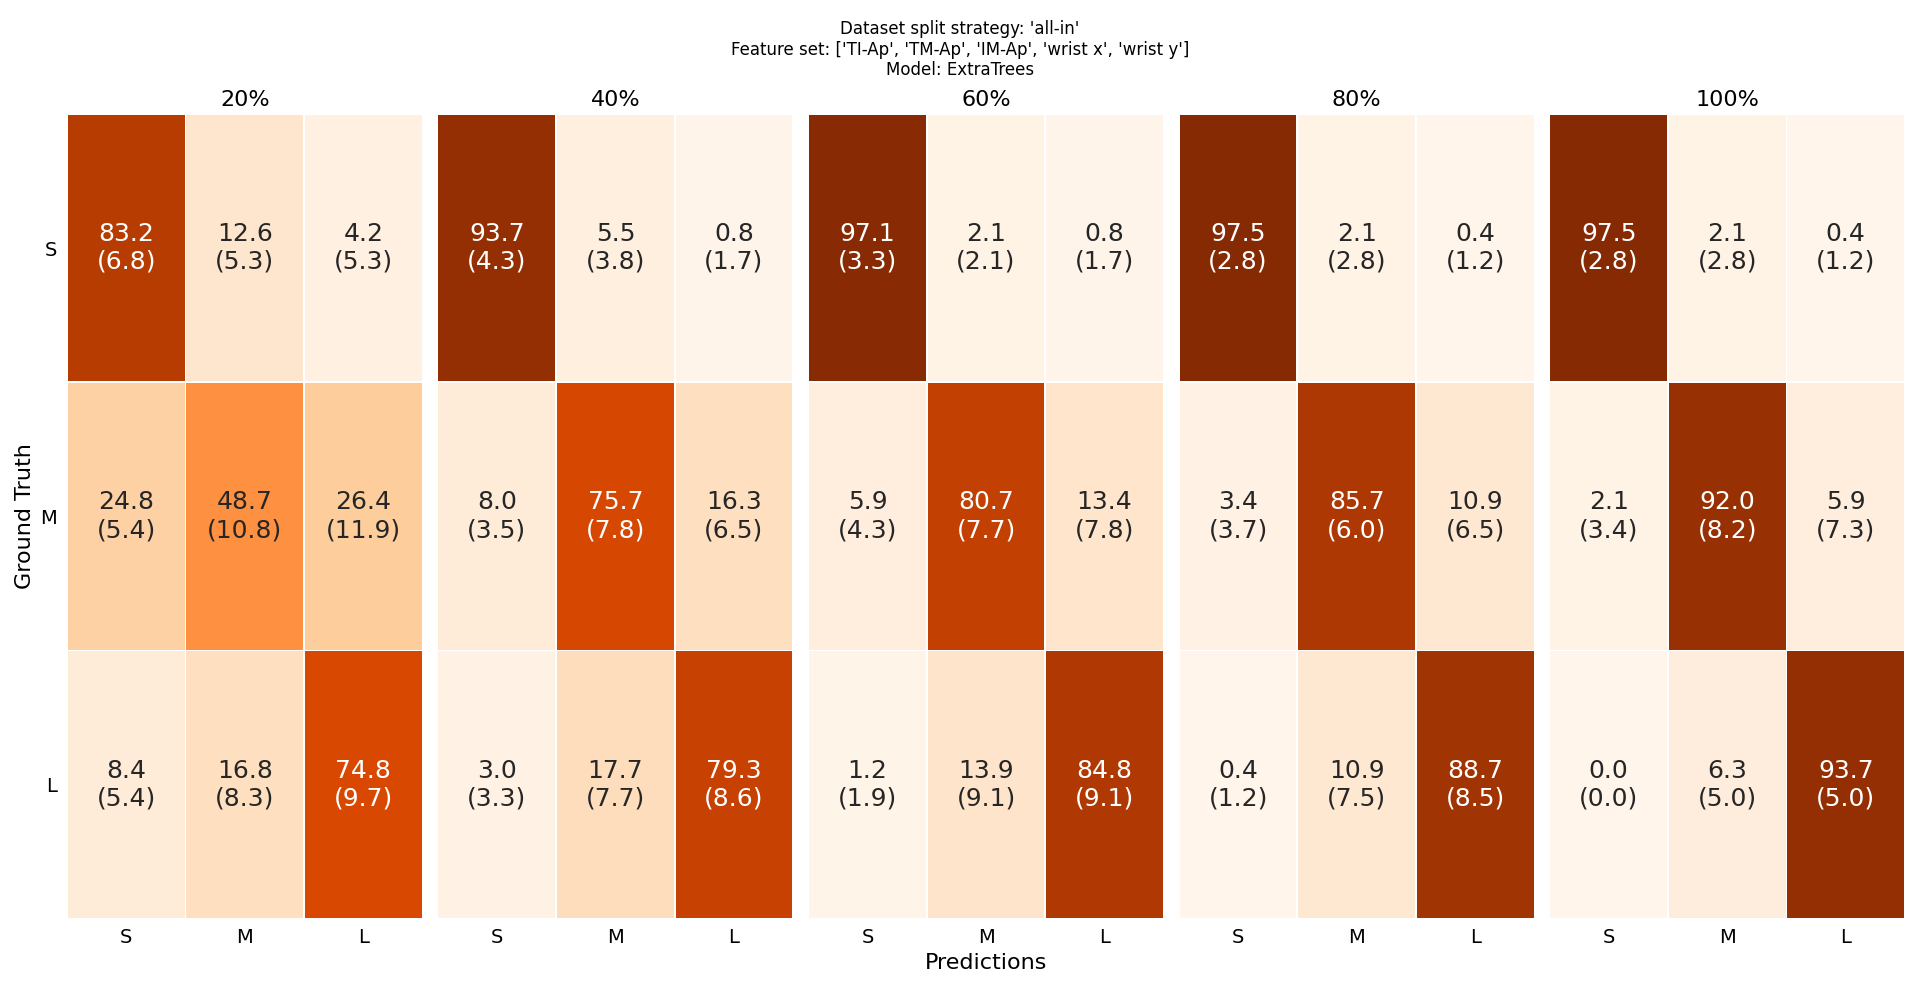 Dataset split strategy: 'all-in'
Feature set: ['TI-Ap', 'TM-Ap', 'IM-Ap', 'wrist x', 'wrist y']
Model: ExtraTrees
20% 40% 60% 80% 100%
83.2 12.6 4.2 93.7 5.5 0.8 97.1 2.1 0.8 97.5 2.1 0.4 97.5 2.1 0.4
S
(6.8) (5.3) (5.3) (4.3) (3.8) (1.7) (3.3) (2.1) (1.7) (2.8) (2.8) (1.2) (2.8) (2.8) (1.2)
Ground Truth
24.8 48.7 26.4 8.0 75.7 16.3 5.9 80.7 13.4 3.4 85.7 10.9 2.1 92.0 5.9
M
(5.4) (10.8) (11.9) (3.5) (7.8) (6.5) (4.3) (7.7) (7.8) (3.7) (6.0) (6.5) (3.4) (8.2) (7.3)
8.4 16.8 74.8 3.0 17.7 79.3 1.2 13.9 84.8 0.4 10.9 88.7 0.0 6.3 93.7
L
(5.4) (8.3) (9.7) (3.3) (7.7) (8.6) (1.9) (9.1) (9.1) (1.2) (7.5) (8.5) (0.0) (5.0) (5.0)
S M L S M L S M L S M L S M L
Predictions